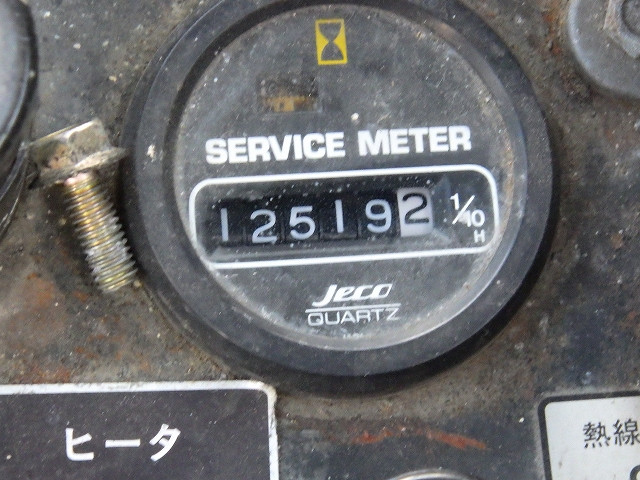 SERVICE METER
125192 1/10 H
Jeco
QUARTZ
ヒータ
熱線